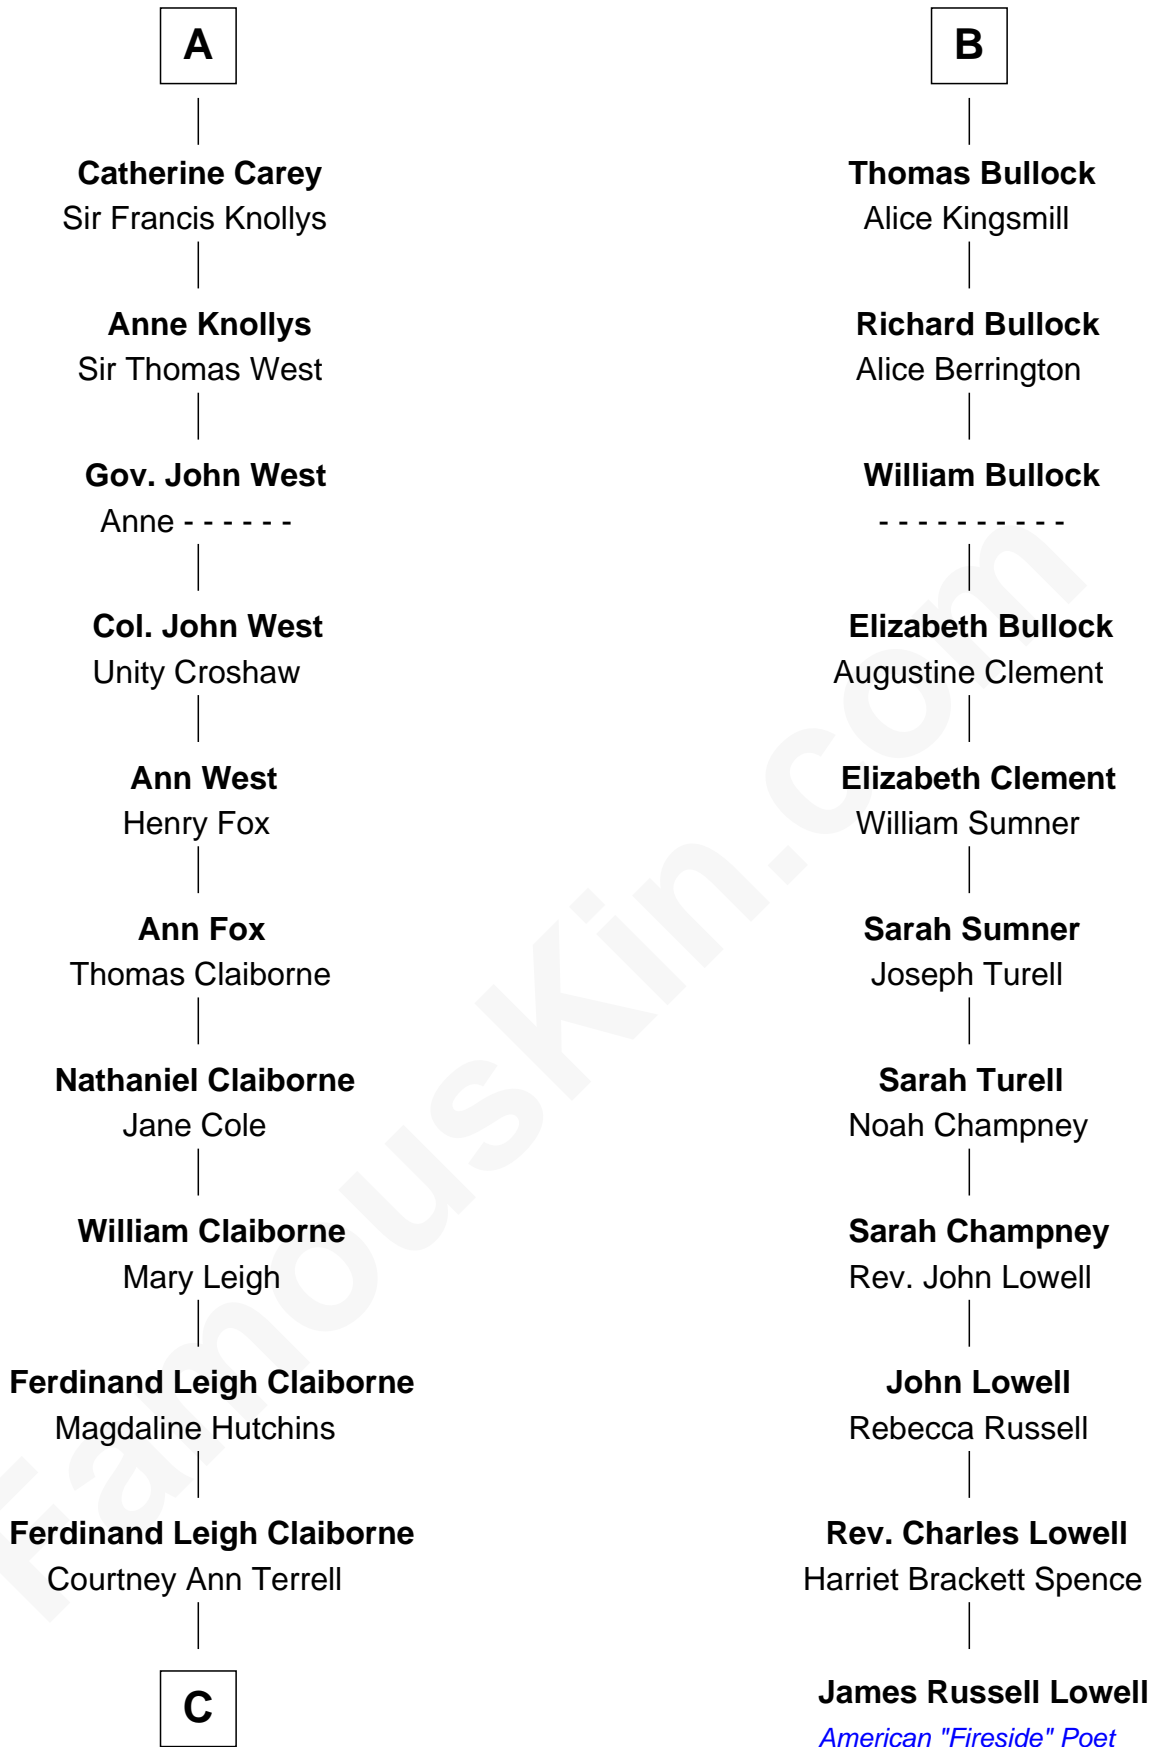 A
Catherine Carey
Sir Francis Knollys
Anne Knollys
Sir Thomas West
Gov. John West
Anne - - - - - -
Col. John West
Unity Croshaw
Ann West
Henry Fox
Ann Fox
Thomas Claiborne
Nathaniel Claiborne
Jane Cole
William Claiborne
Mary Leigh
Ferdinand Leigh Claiborne
Magdaline Hutchins
Ferdinand Leigh Claiborne
Courtney Ann Terrell
C
B
Thomas Bullock
Alice Kingsmill
Richard Bullock
Alice Berrington
William Bullock
- - - - - - - - - -
Elizabeth Bullock
Augustine Clement
Elizabeth Clement
William Sumner
Sarah Sumner
Joseph Turell
Sarah Turell
Noah Champney
Sarah Champney
Rev. John Lowell
John Lowell
Rebecca Russell
Rev. Charles Lowell
Harriet Brackett Spence
James Russell Lowell
American "Fireside" Poet
FamousKin.com